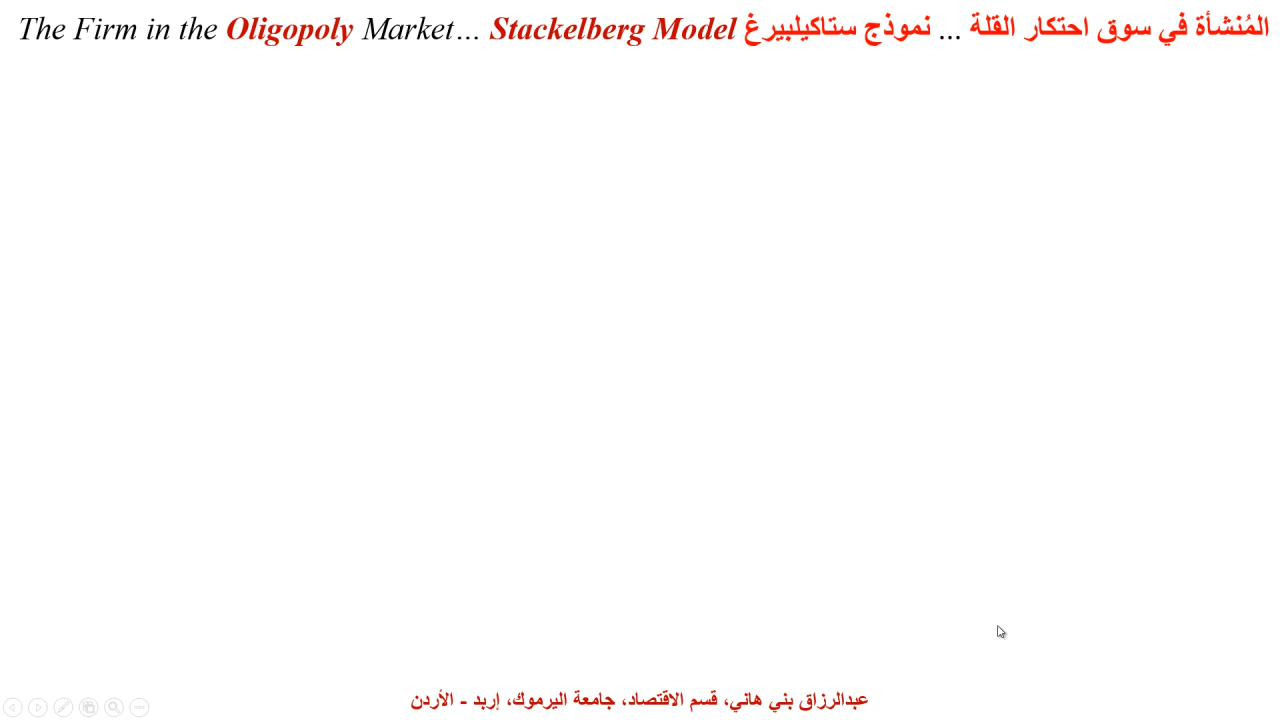 The Firm in the Oligopoly Market… Stackelberg Model المُنشأة في سوق احتكار القلة ... نموذج ستاكيلبيرغ
عبدالرزاق بني هاني، قسم الاقتصاد، جامعة اليرموك، إربد - الأردن